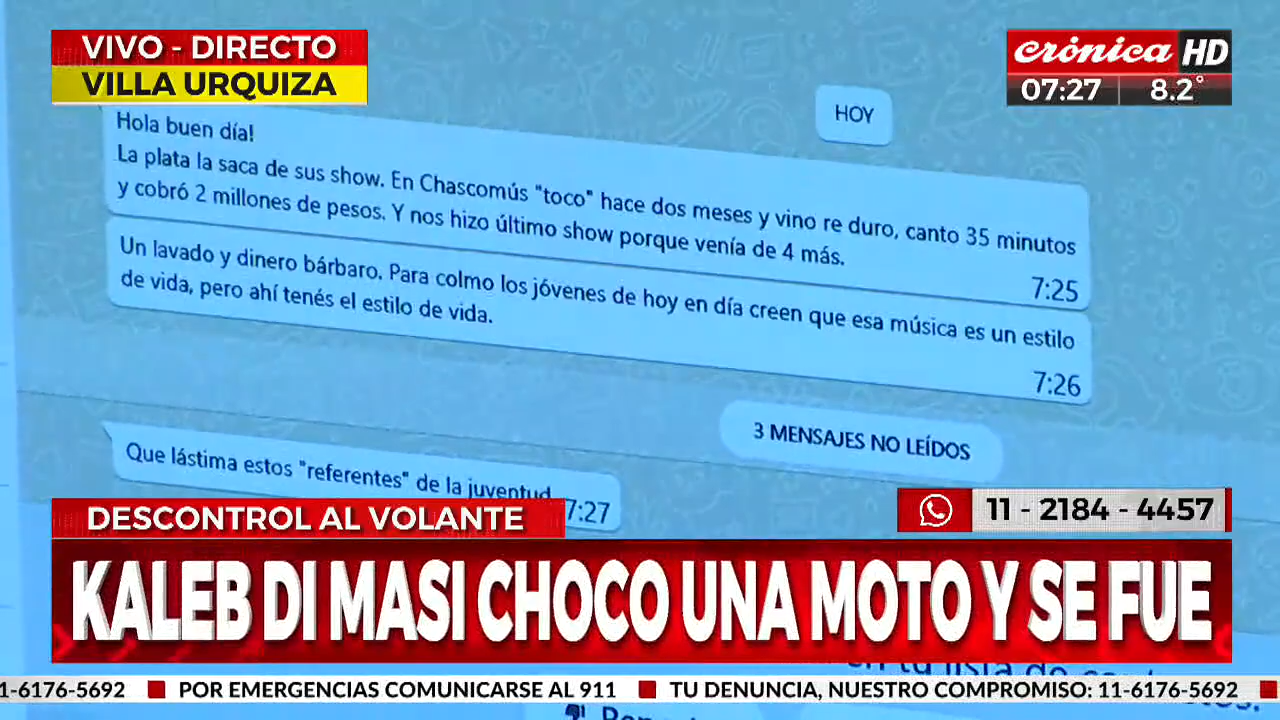 VIVO - DIRECTO
VILLA URQUIZA
crónica HD
07:27 8.2°
HOY
Hola buen día!
La plata la saca de sus show. En Chascomús "toco" hace dos meses y vino re duro, canto 35 minutos
y cobró 2 millones de pesos. Y nos hizo último show porque venía de 4 más.
7:25
Un lavado y dinero bárbaro. Para colmo los jóvenes de hoy en día creen que esa música es un estilo
de vida, pero ahí tenés el estilo de vida.
7:26
3 MENSAJES NO LEÍDOS
Que lástima estos "referentes" de la juventud
7:27
11 - 2184 - 4457
DESCONTROL AL VOLANTE
KALEB DI MASI CHOCO UNA MOTO Y SE FUE
en tu lista de
1-6176-5692 POR EMERGENCIAS COMUNICARSE AL 911 TU DENUNCIA, NUESTRO COMPROMISO: 11-6176-5692